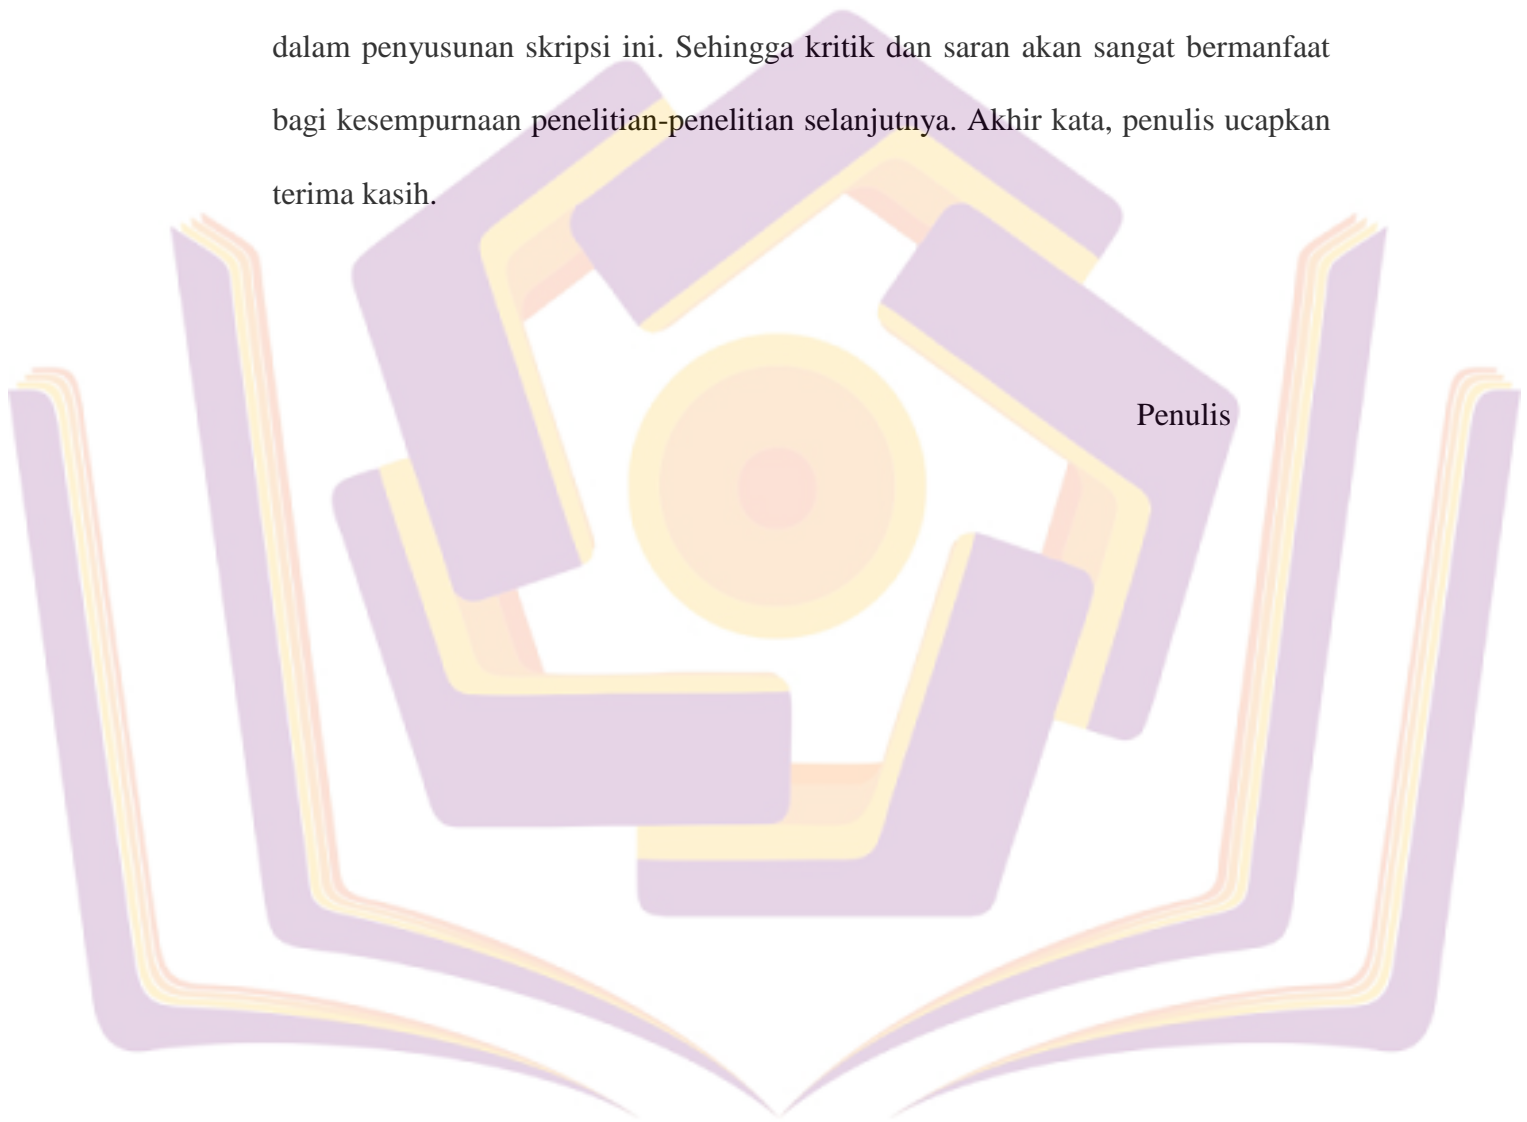 dalam penyusunan skripsi ini. Sehingga kritik dan saran akan sangat bermanfaat
bagi kesempurnaan penelitian-penelitian selanjutnya. Akhir kata, penulis ucapkan
terima kasih.
Penulis